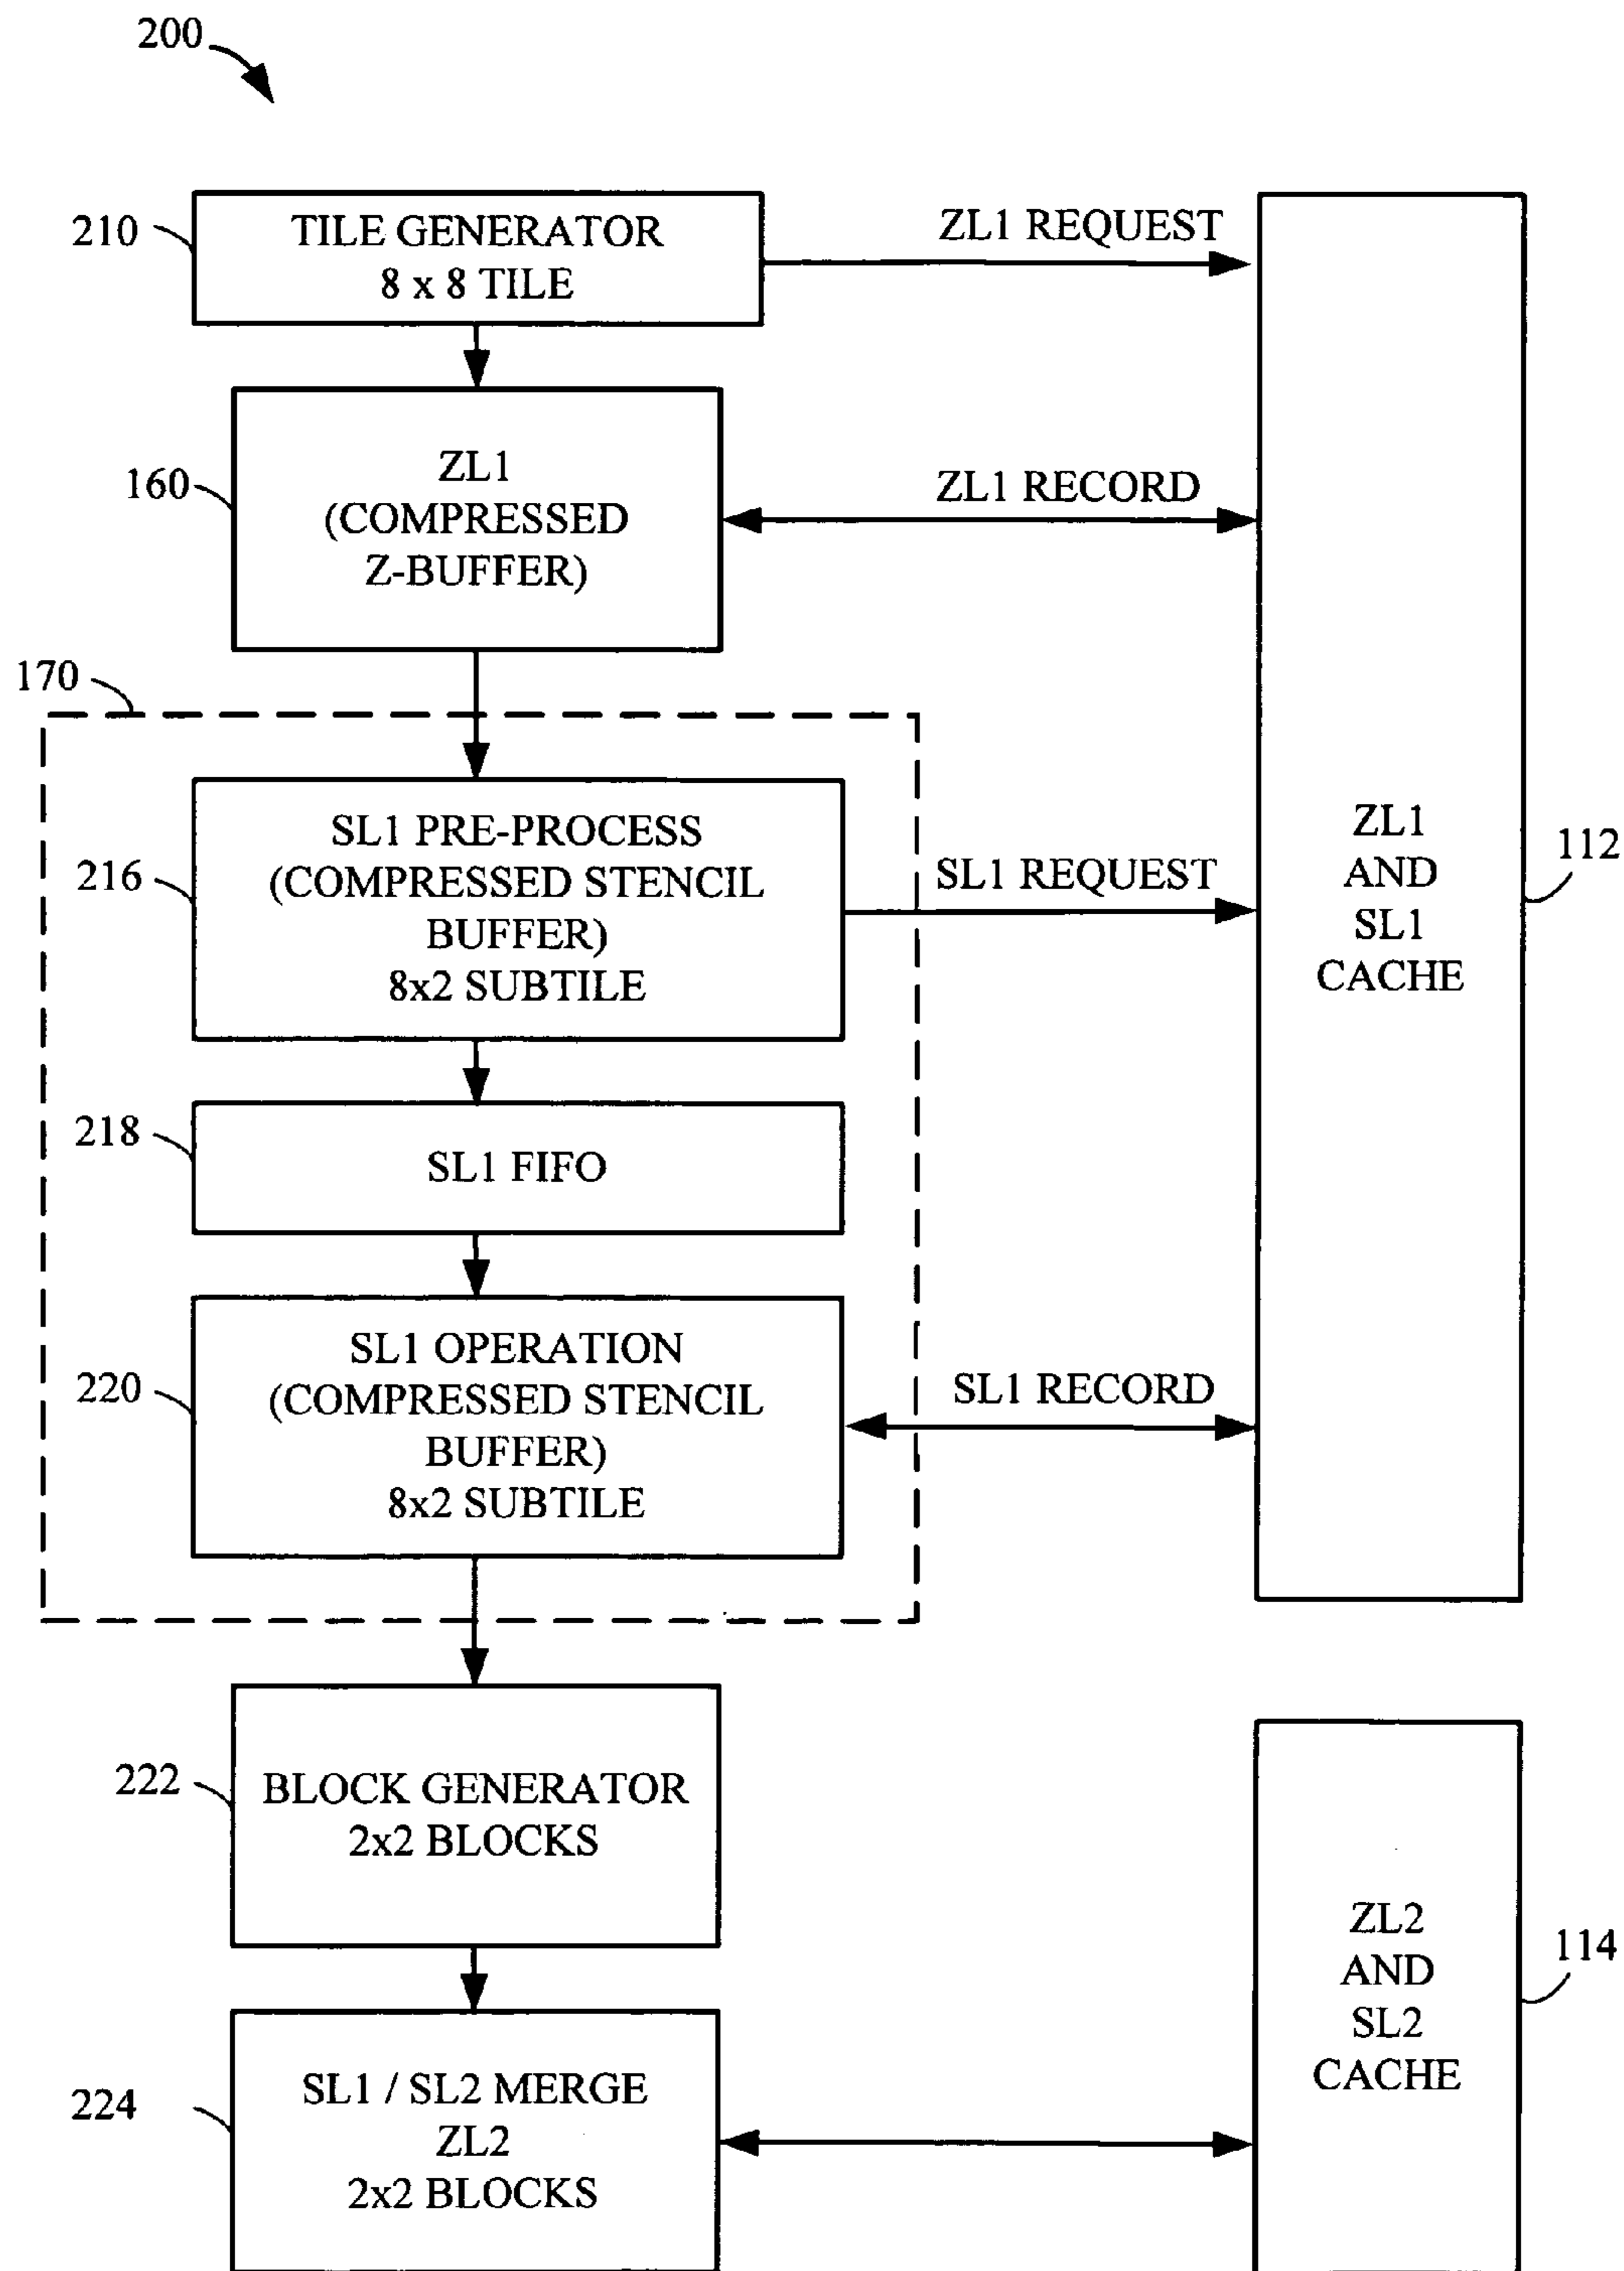 200
210
TILE GENERATOR
8 x 8 TILE
ZL1 REQUEST
160
ZL1
(COMPRESSED
Z-BUFFER)
ZL1 RECORD
170
216
SL1 PRE-PROCESS
(COMPRESSED STENCIL
BUFFER)
8x2 SUBTILE
SL1 REQUEST
ZL1
AND
SL1
CACHE
112
218
SL1 FIFO
220
SL1 OPERATION
(COMPRESSED STENCIL
BUFFER)
8x2 SUBTILE
SL1 RECORD
222
BLOCK GENERATOR
2x2 BLOCKS
ZL2
AND
SL2
CACHE
114
224
SL1 / SL2 MERGE
ZL2
2x2 BLOCKS